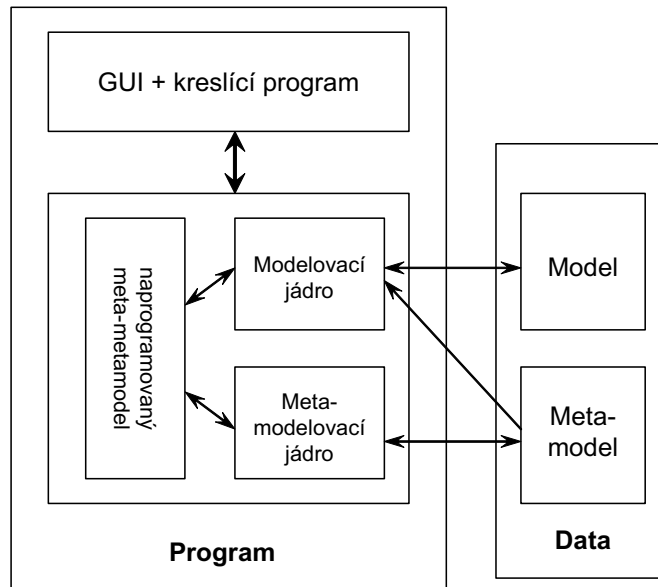 GUI + kreslící program
naprogramovaný
meta-metamodel
Modelovací
jádro
Meta-
modelovací
jádro
Program
Model
Meta-
model
Data